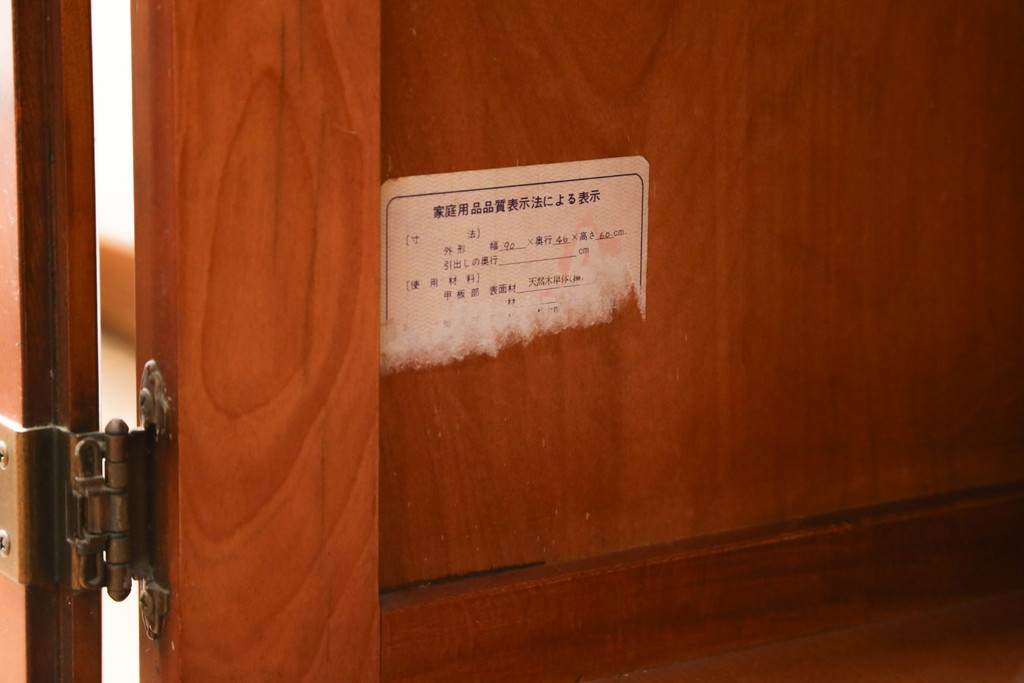 家庭用品品質表示法による表示
[寸 法]
外形 幅 90 ×奥行 46 ×高さ 60 cm
引出しの奥行 cm
[使用材料]
甲板部 表面材 天然木単体
材